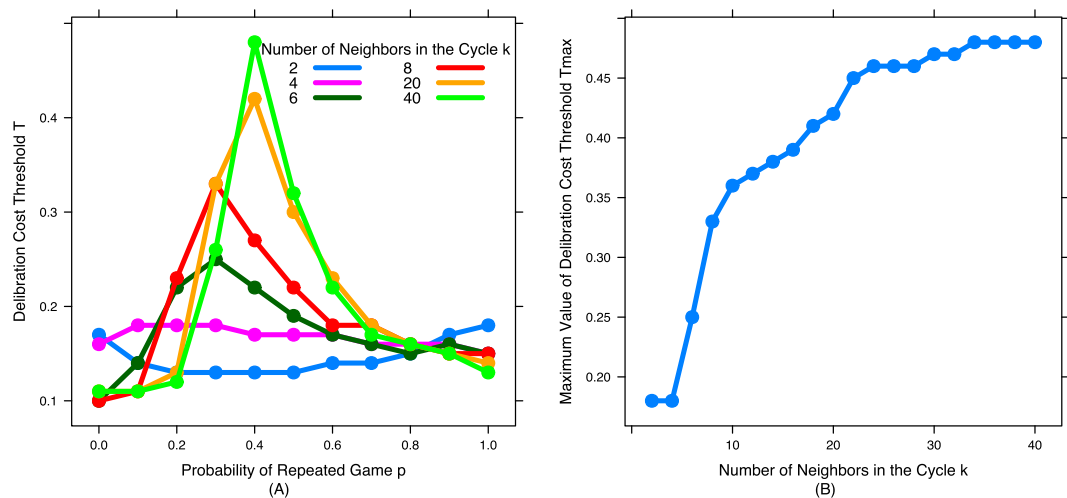 Number of Neighbors in the Cycle k
2 8
4 20
6 40
Delibration Cost Threshold T
0.4
0.3
0.2
0.1
0.0 0.2 0.4 0.6 0.8 1.0
Probability of Repeated Game p
(A)
Maximum Value of Delibration Cost Threshold Tmax
0.45
0.40
0.35
0.30
0.25
0.20
10 20 30 40
Number of Neighbors in the Cycle k
(B)